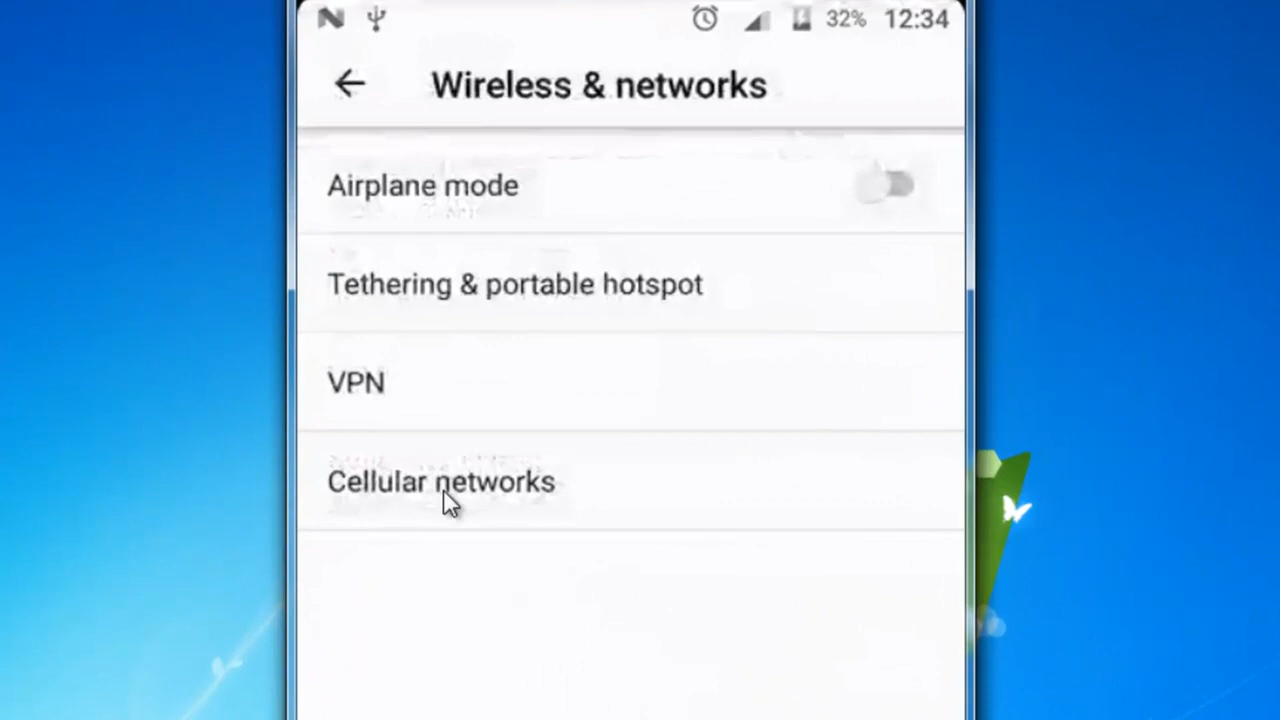 32% 12:34
Wireless & networks
Airplane mode
Tethering & portable hotspot
VPN
Cellular networks